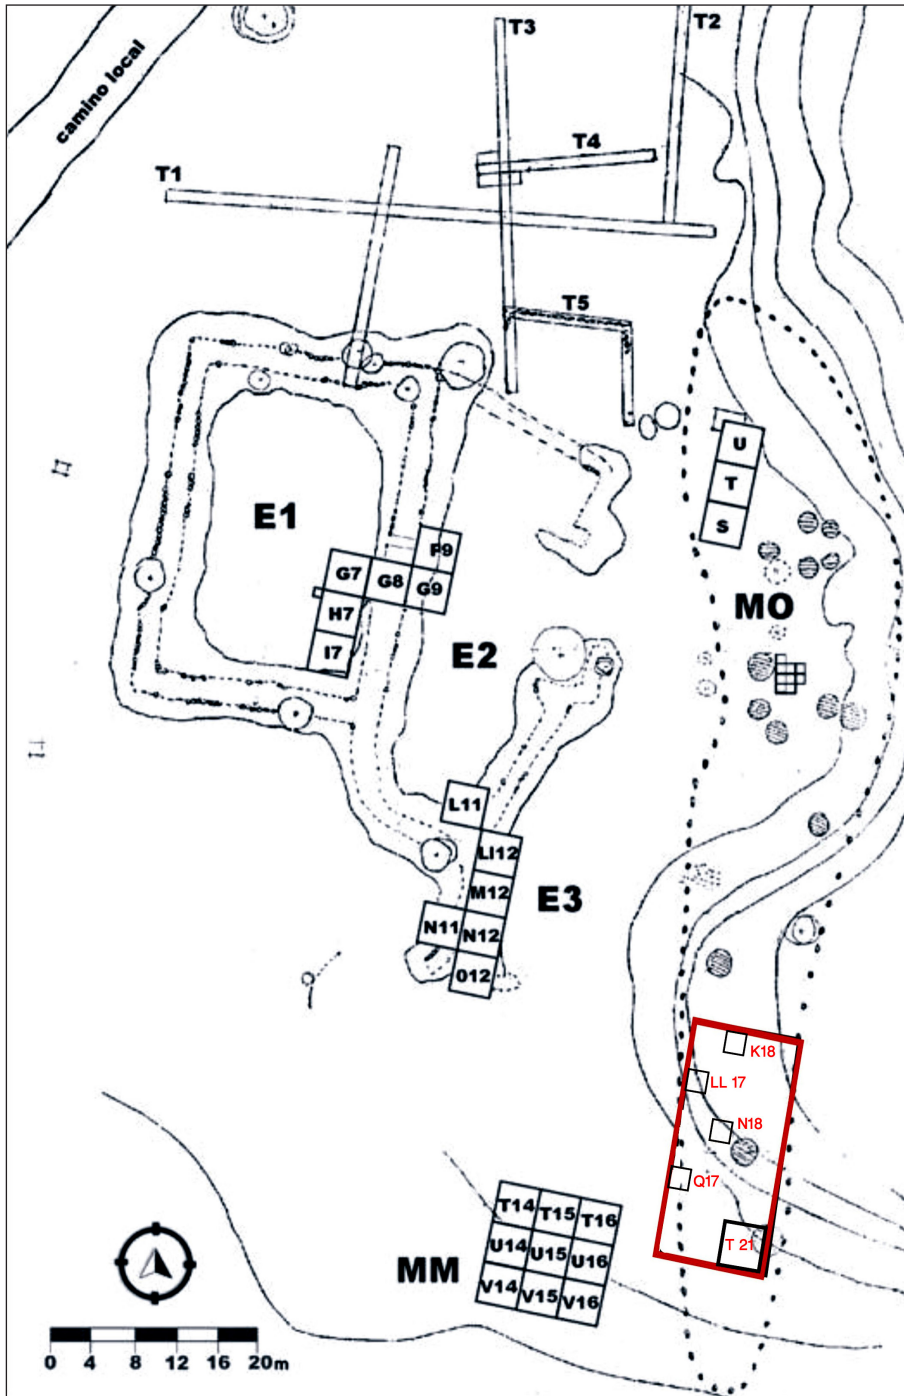 camino local
T3
T2
T4
T1
T5
U
T
S
E1
F9
G7
G8
G9
H7
I7
MO
E2
L11
LI12
M12
E3
N11
N12
012
K18
LL 17
N18
Q17
T14
T15
T16
U14
U15
U16
V14
V15
V16
T 21
MM
0 4 8 12 16 20m